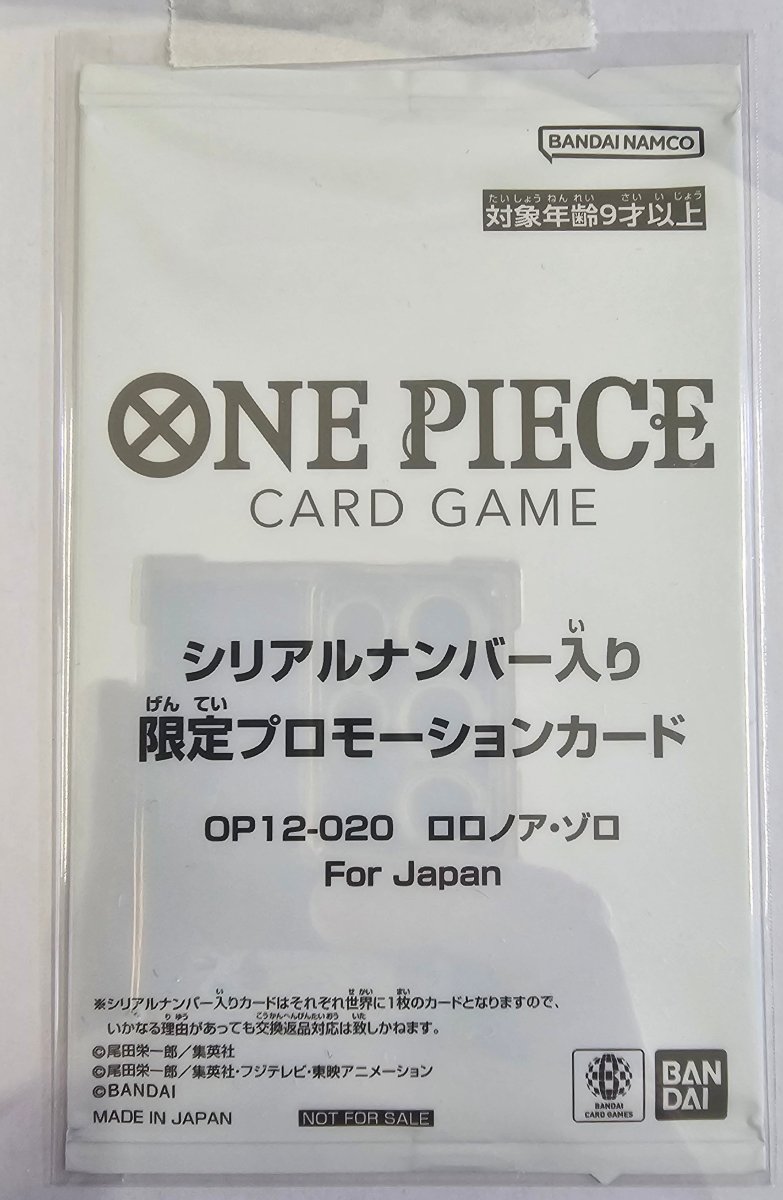 BANDAI NAMCO
たいしょうねんれい さいいじょう
対象年齢9才以上
ONE PIECE
CARD GAME
い
シリアルナンバー入り
げんてい
限定プロモーションカード
OP12-020 ロロノア・ゾロ
For Japan
い せかい まい
※シリアルナンバー入りカードはそれぞれ世界に1枚のカードとなりますので、
りゆう こうかんへんぴんたいおう いた
いかなる理由があっても交換返品対応は致しかねます。
©尾田栄一郎／集英社
©尾田栄一郎／集英社・フジテレビ・東映アニメーション
©BANDAI
MADE IN JAPAN NOT FOR SALE
BANDAI
CARD GAMES
BAN
DAI